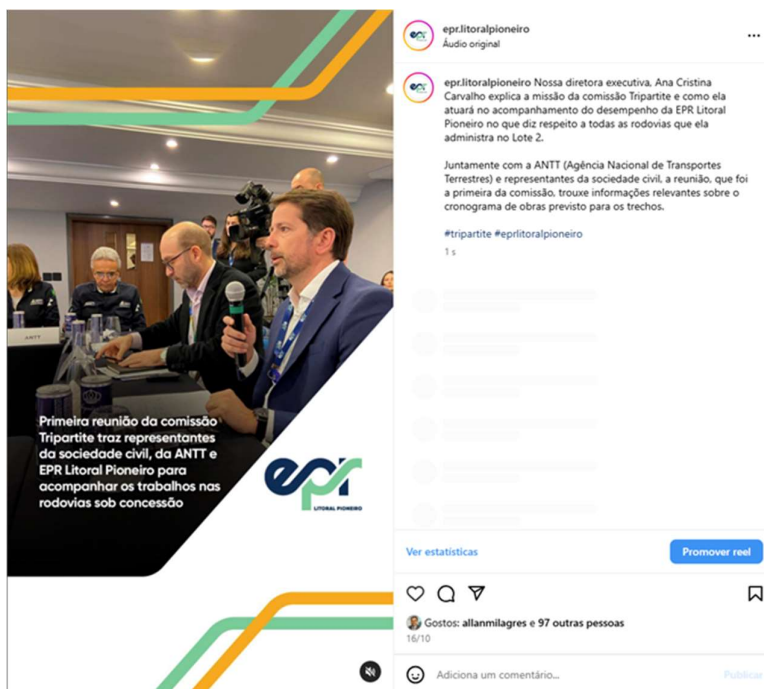 epr.litoralpioneiro
Áudio original
epr.litoralpioneiro Nossa diretora executiva, Ana Cristina
Carvalho explica a missão da comissão Tripartite e como ela
atuará no acompanhamento do desempenho da EPR Litoral
Pioneiro no que diz respeito a todas as rodovias que ela
administra no Lote 2.
Juntamente com a ANTT (Agência Nacional de Transportes
Terrestres) e representantes da sociedade civil, a reunião, que foi
a primeira da comissão, trouxe informações relevantes sobre o
cronograma de obras previsto para os trechos.
#tripartite #eprlitoralpioneiro
1 s
ANTT
Primeira reunião da comissão
Tripartite traz representantes
da sociedade civil, da ANTT e
EPR Litoral Pioneiro para
acompanhar os trabalhos nas
rodovias sob concessão
epr
LITORAL PIONEIRO
Ver estatísticas
Promover reel
Gostos: allanmilagres e 97 outras pessoas
16/10
Adiciona um comentário...
Publicar